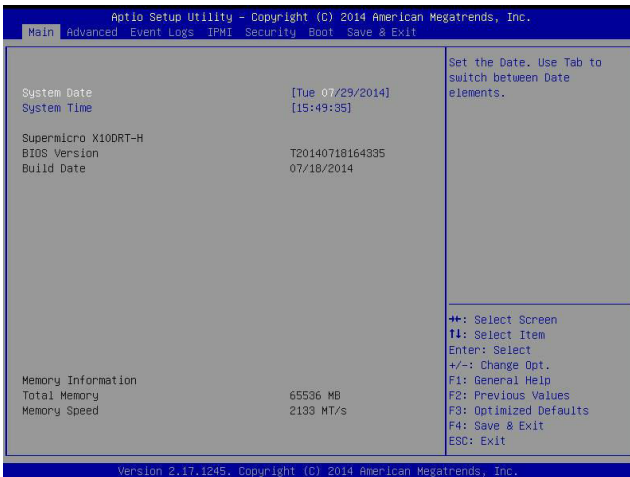 Aptio Setup Utility – Copyright (C) 2014 American Megatrends, Inc.
Main Advanced Event Logs IPMI Security Boot Save & Exit
System Date [Tue 07/29/2014]
System Time [15:49:35]
Supermicro X10DRT-H
BIOS Version T20140718164335
Build Date 07/18/2014
Memory Information
Total Memory 65536 MB
Memory Speed 2133 MT/s
Set the Date. Use Tab to
switch between Date
elements.
→←: Select Screen
↑↓: Select Item
Enter: Select
+/-: Change Opt.
F1: General Help
F2: Previous Values
F3: Optimized Defaults
F4: Save & Exit
ESC: Exit
Version 2.17.1245. Copyright (C) 2014 American Megatrends, Inc.